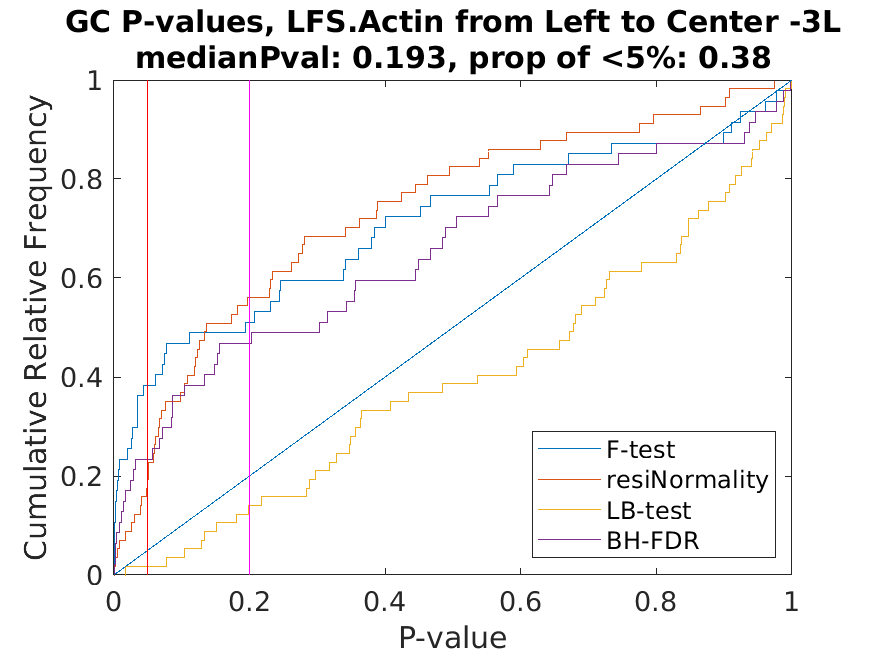 GC P-values, LFS.Actin from Left to Center -3L
medianPval: 0.193, prop of <5%: 0.38
Cumulative Relative Frequency
1
0.8
0.6
0.4
0.2
0
F-test
resiNormality
LB-test
BH-FDR
0 0.2 0.4 0.6 0.8 1
P-value